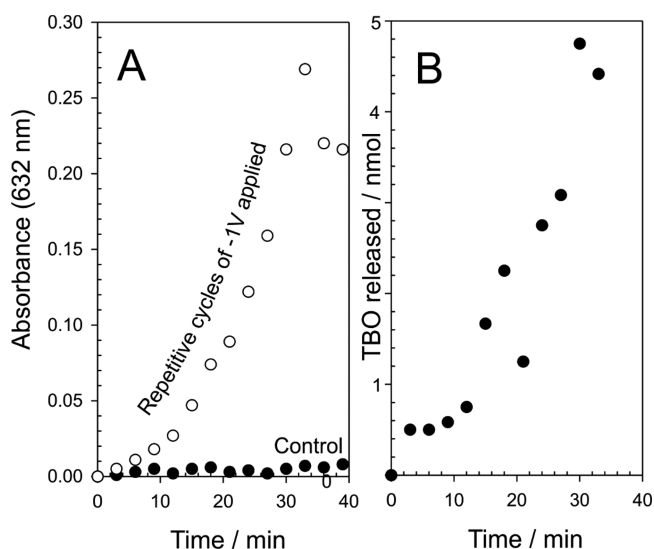 A
B
0.30
0.25
0.20
0.15
0.10
0.05
0.00
Absorbance (632 nm)
Repetitive cycles of -1V applied
Control
0
0
10
20
30
40
Time / min
5
4
1
TBO released / nmol
0
10
20
30
40
Time / min